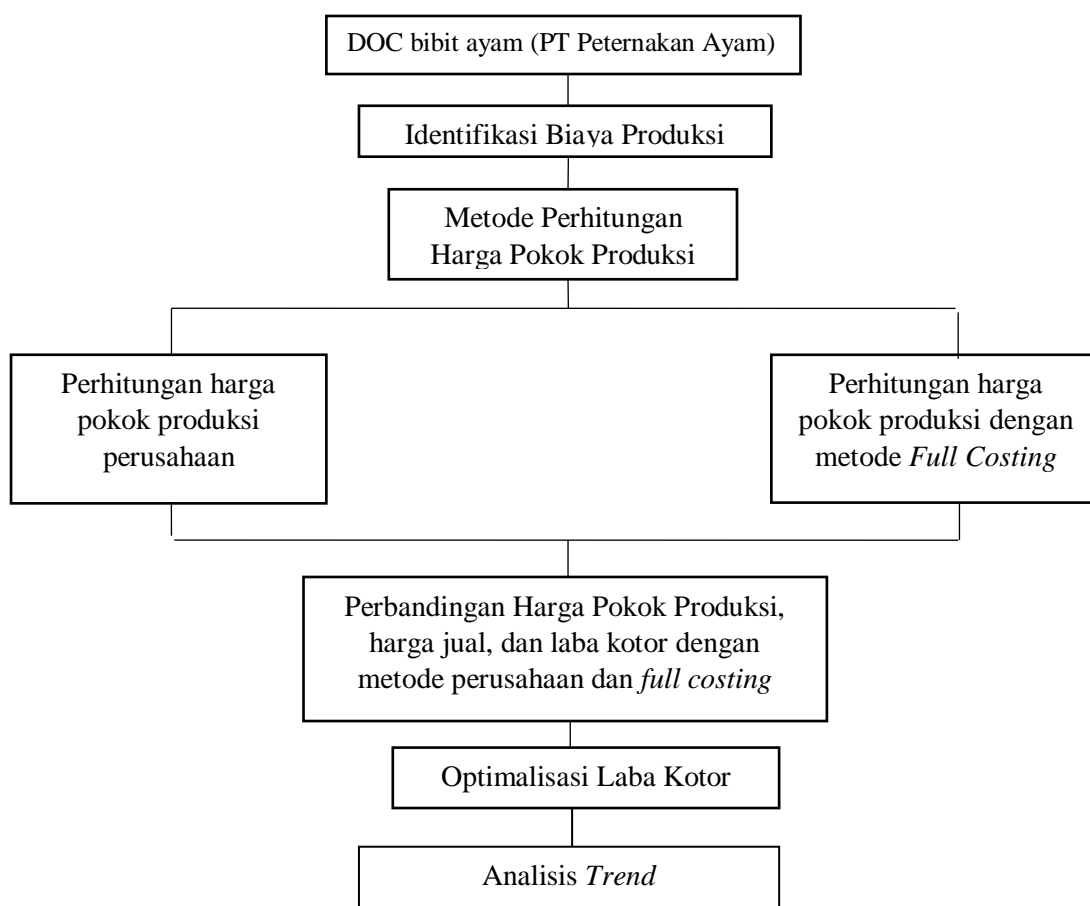 DOC bibit ayam (PT Peternakan Ayam)
Identifikasi Biaya Produksi
Metode Perhitungan
Harga Pokok Produksi
Perhitungan harga
pokok produksi
perusahaan
Perhitungan harga
pokok produksi dengan
metode Full Costing
Perbandingan Harga Pokok Produksi,
harga jual, dan laba kotor dengan
metode perusahaan dan full costing
Optimalisasi Laba Kotor
Analisis Trend